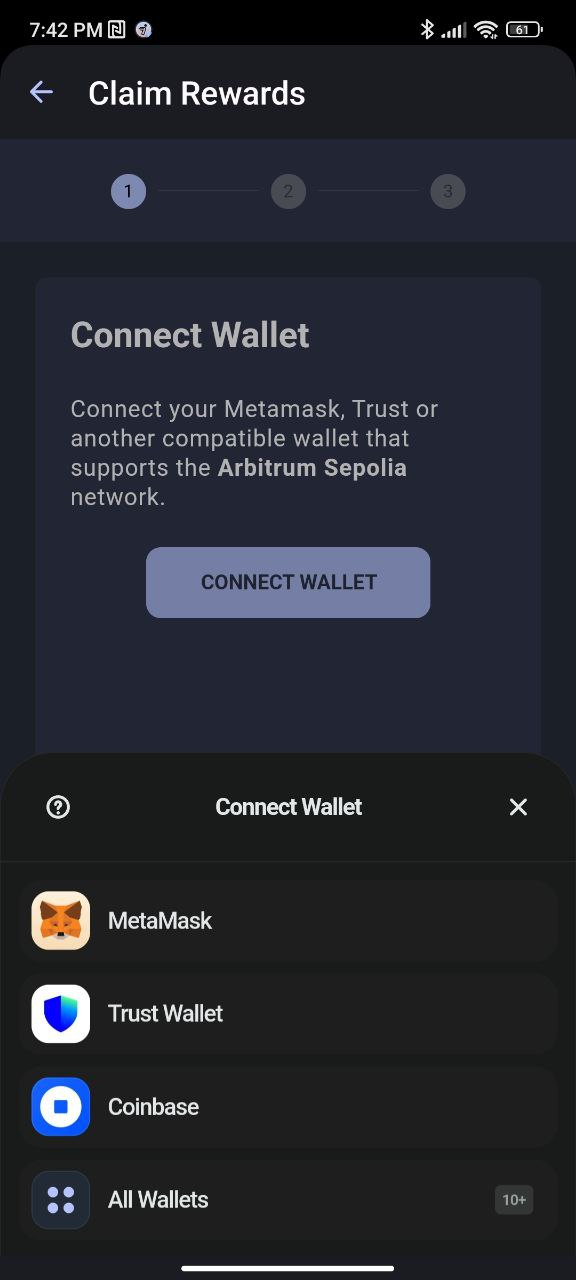 7:42 PM
61
Claim Rewards
1 2 3
Connect Wallet
Connect your Metamask, Trust or
another compatible wallet that
supports the Arbitrum Sepolia
network.
CONNECT WALLET
Connect Wallet
MetaMask
Trust Wallet
Coinbase
All Wallets 10+